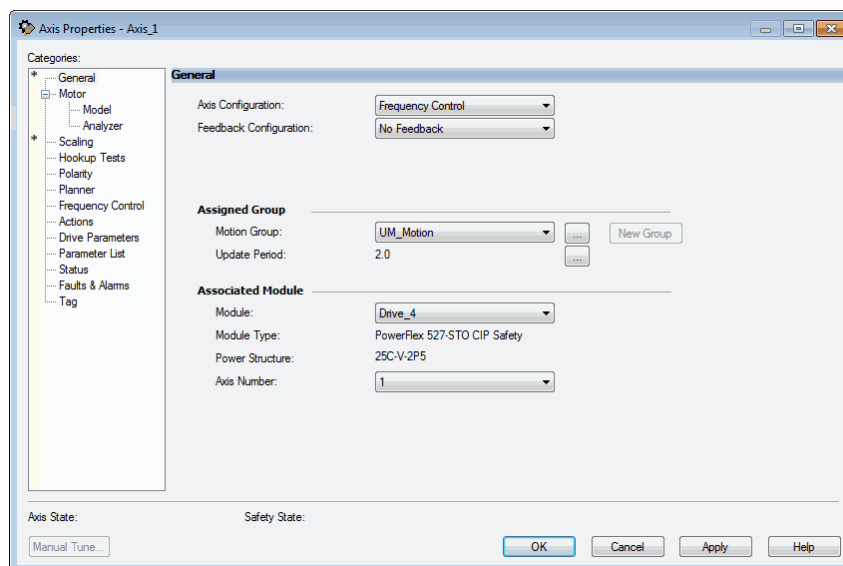 Axis Properties - Axis_1
Categories:
* General
Motor
Model
Analyzer
* Scaling
Hookup Tests
Polarity
Planner
Frequency Control
Actions
Drive Parameters
Parameter List
Status
Faults & Alarms
Tag
General
Axis Configuration: Frequency Control
Feedback Configuration: No Feedback
Assigned Group
Motion Group: UM_Motion ... New Group
Update Period: 2.0 ...
Associated Module
Module: Drive_4
Module Type: PowerFlex 527-STO CIP Safety
Power Structure: 25C-V-2P5
Axis Number: 1
Axis State: Safety State:
Manual Tune... OK Cancel Apply Help